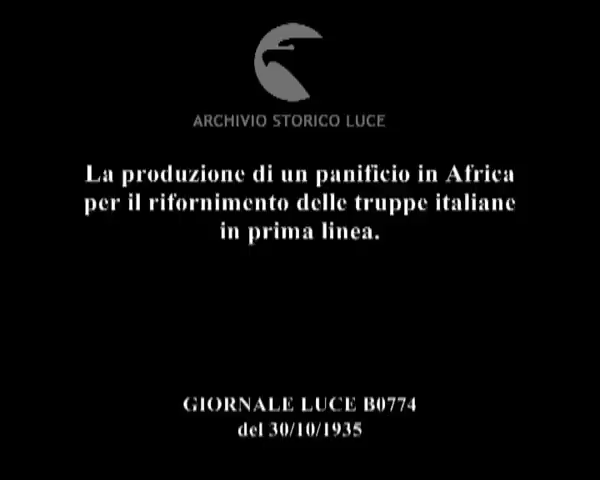 ARCHIVIO STORICO LUCE
La produzione di un panificio in Africa
per il rifornimento delle truppe italiane
in prima linea.
GIORNALE LUCE B0774
del 30/10/1935